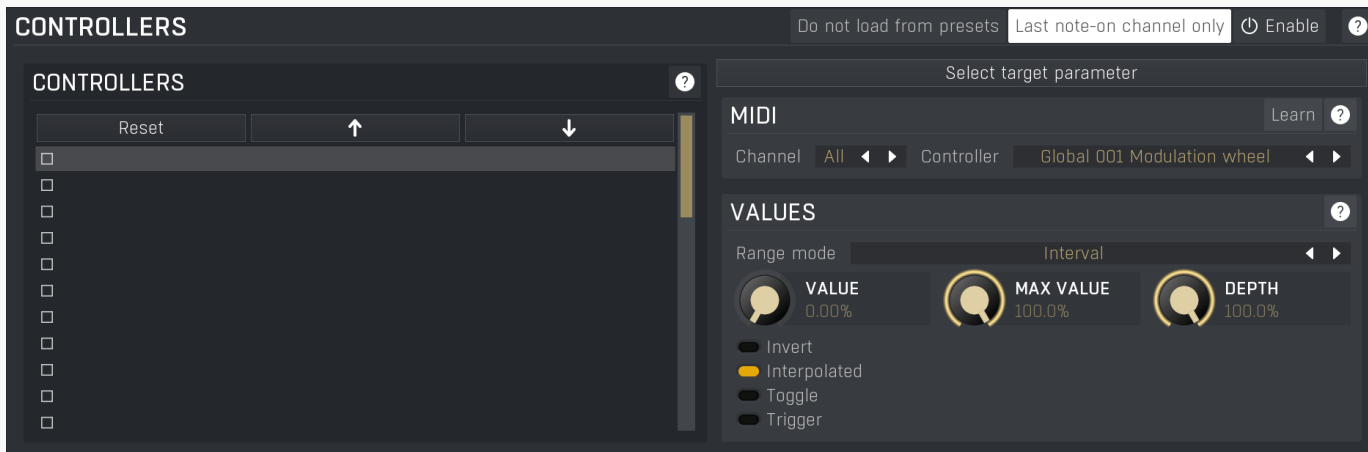 CONTROLLERS
Do not load from presets Last note-on channel only Enable ?
CONTROLLERS ?
Reset
Select target parameter
MIDI
Learn ?
Channel All Controller Global 001 Modulation wheel
VALUES ?
Range mode Interval
VALUE
0.00%
MAX VALUE
100.0%
DEPTH
100.0%
Invert
Interpolated
Toggle
Trigger